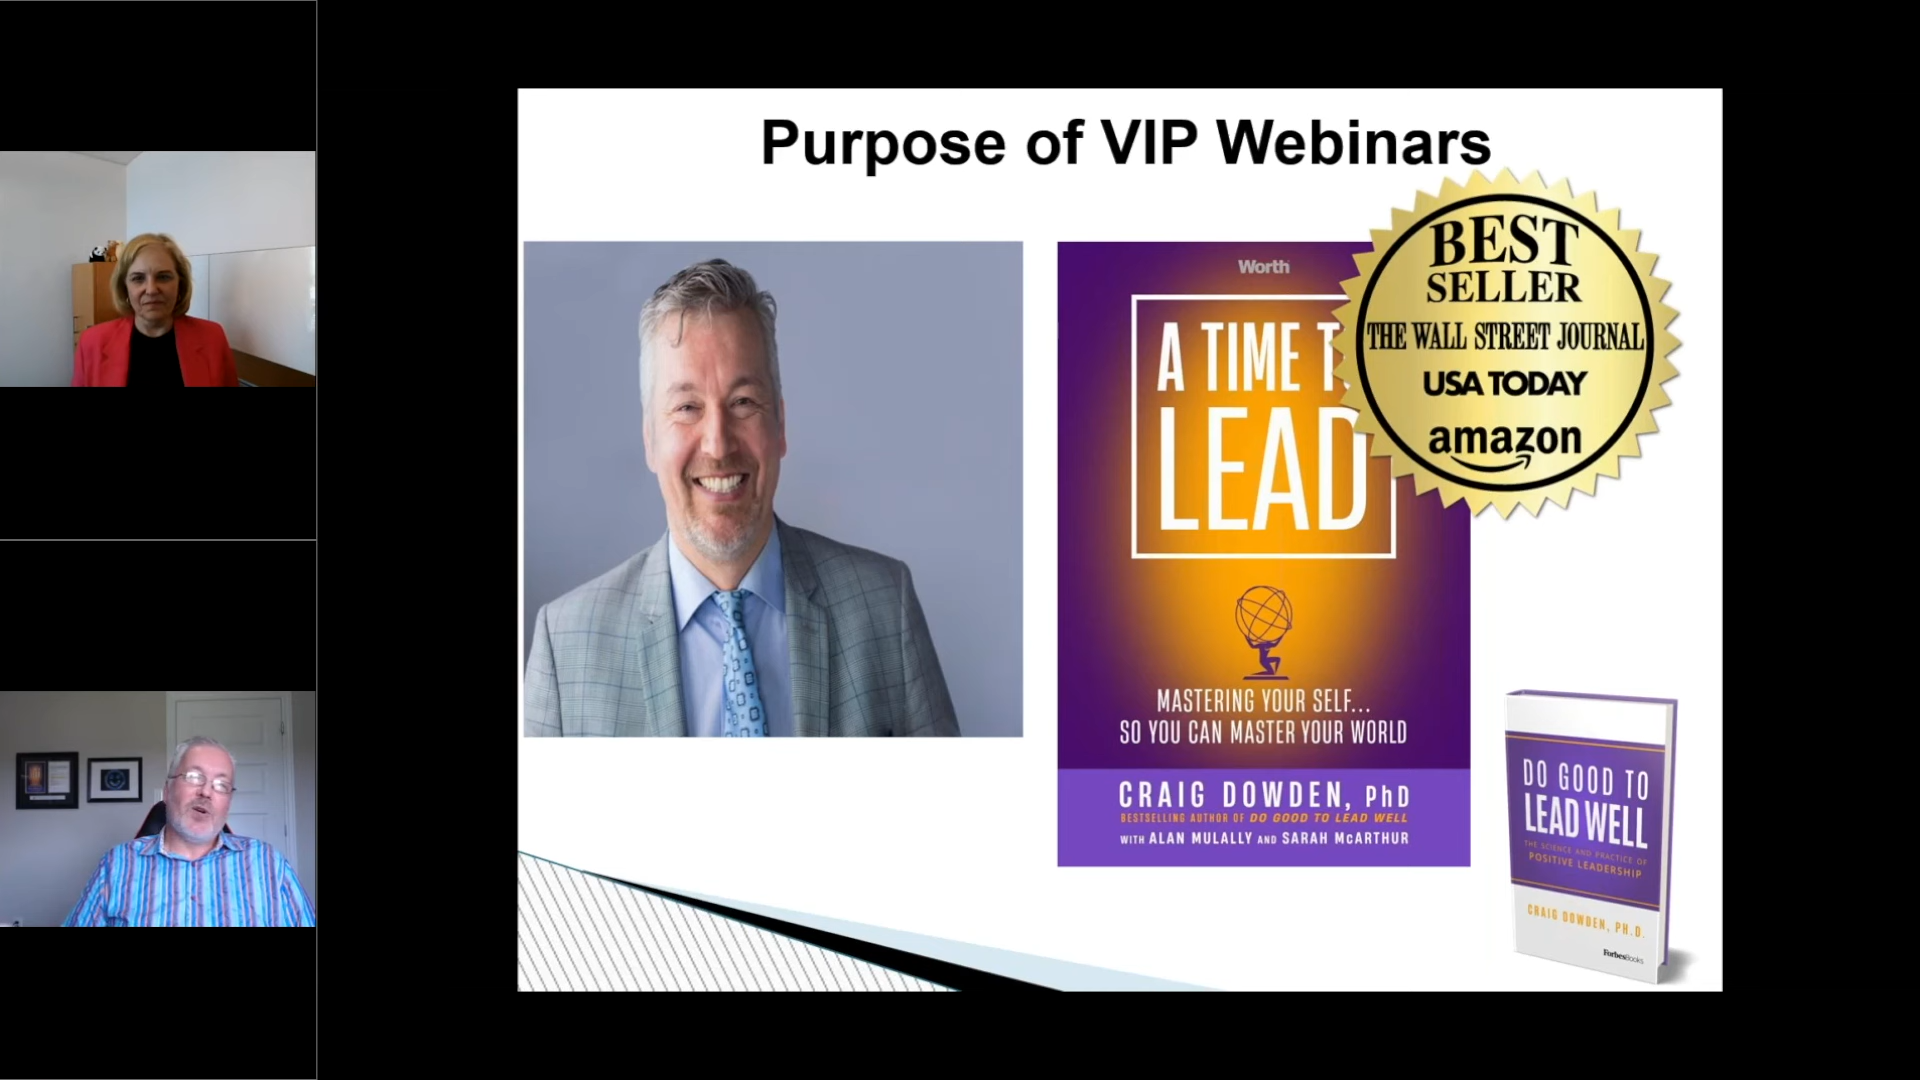 Purpose of VIP Webinars
Worth
A TIME T
LEAD
MASTERING YOUR SELF...
SO YOU CAN MASTER YOUR WORLD
CRAIG DOWDEN, PhD
BESTSELLING AUTHOR OF DO GOOD TO LEAD WELL
WITH ALAN MULALLY AND SARAH McARTHUR
BEST
SELLER
THE WALL STREET JOURNAL
USA TODAY
amazon
DO GOOD TO
LEAD WELL
THE SCIENCE AND PRACTICE OF
POSITIVE LEADERSHIP
CRAIG DOWDEN, PH.D.
ForbesBooks